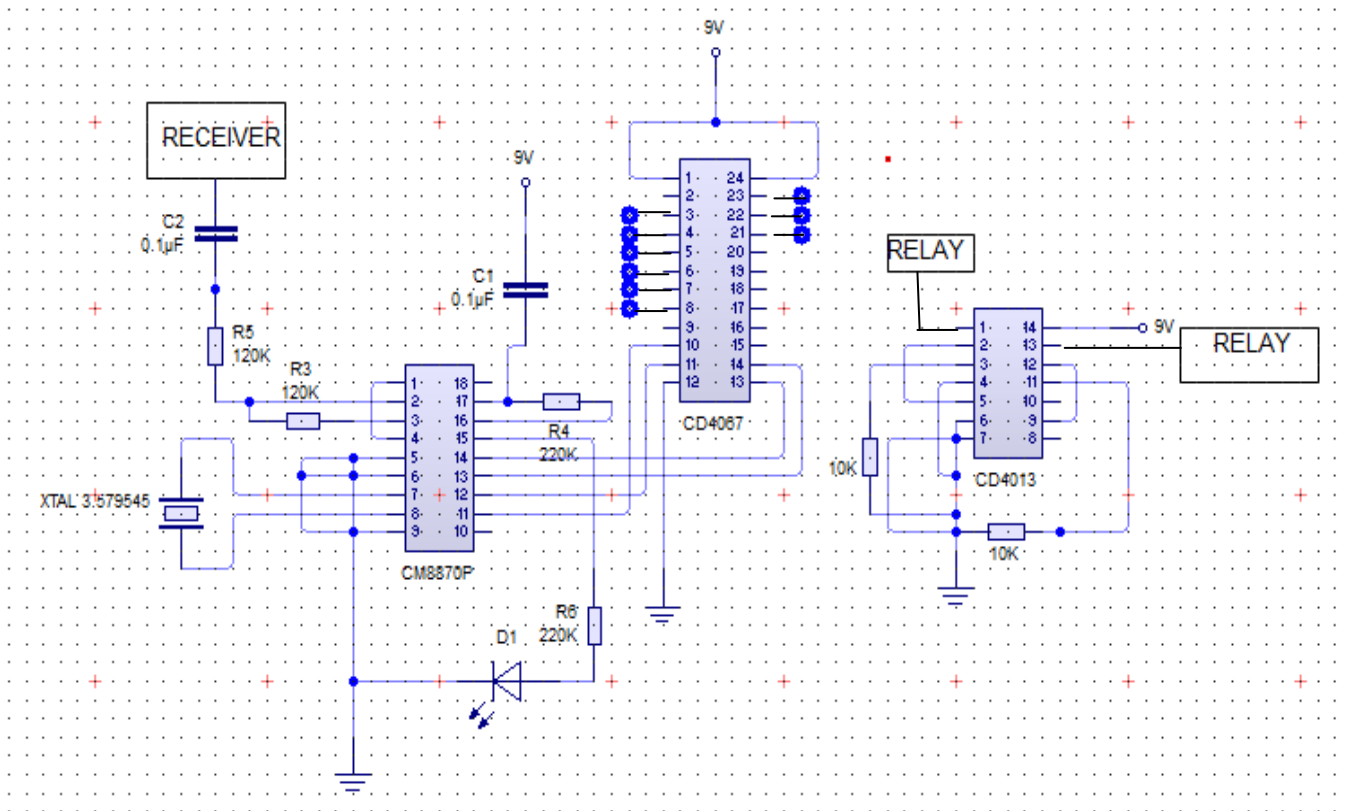 9V
RECEIVER
C2
0.1µF
R5
120K
R3
120K
XTAL 3.579545
1 18
2 17
3 16
4 15
5 14
6 13
7 12
8 11
9 10
CM8870P
9V
C1
0.1µF
R4
220K
R6
220K
D1
1 24
2 23
3 22
4 21
5 20
6 19
7 18
8 17
9 16
10 15
11 14
12 13
CD4067
RELAY
1 14
2 13
3 12
4 11
5 10
6 9
7 8
CD4013
9V
RELAY
10K
10K